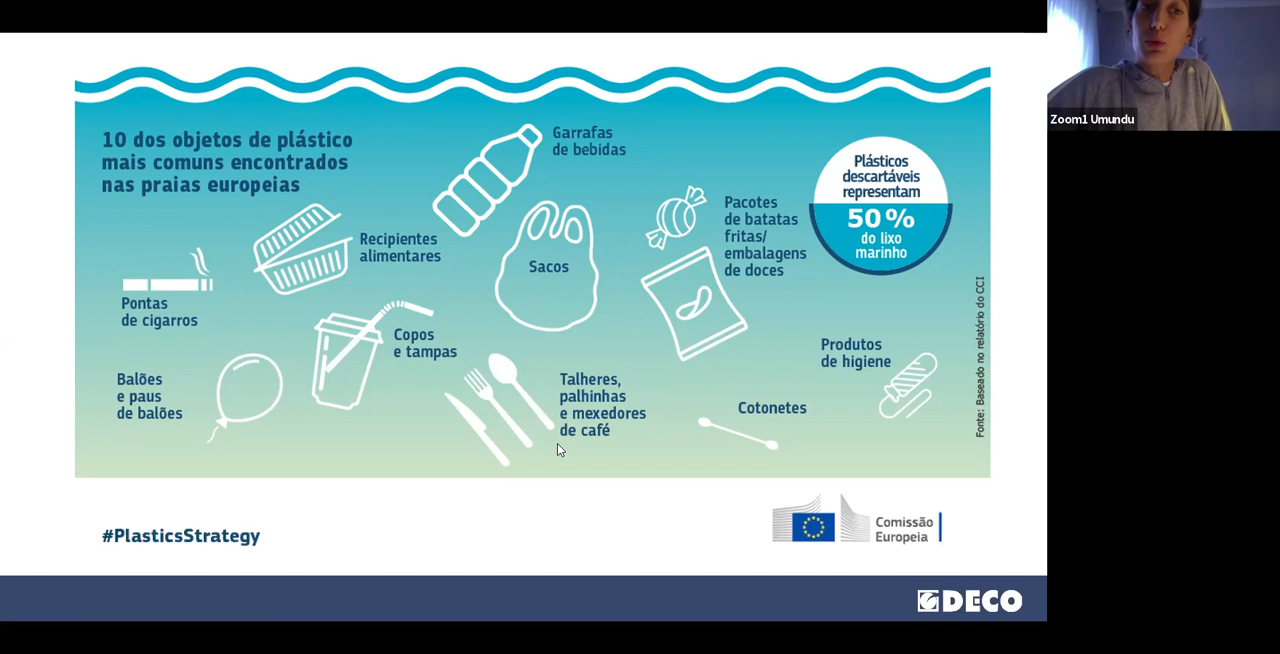 10 dos objetos de plástico
mais comuns encontrados
nas praias europeias
Garrafas
de bebidas
Plásticos
descartáveis
representam
50%
do lixo
marinho
Pacotes
de batatas
fritas/
embalagens
de doces
Recipientes
alimentares
Sacos
Pontas
de cigarros
Copos
e tampas
Produtos
de higiene
Balões
e paus
de balões
Talheres,
palhinhas
e mexedores
de café
Cotonetes
Fonte: Baseado no relatório do CCI
#PlasticsStrategy
Comissão
Europeia
DECO
Zoom1 Umundu